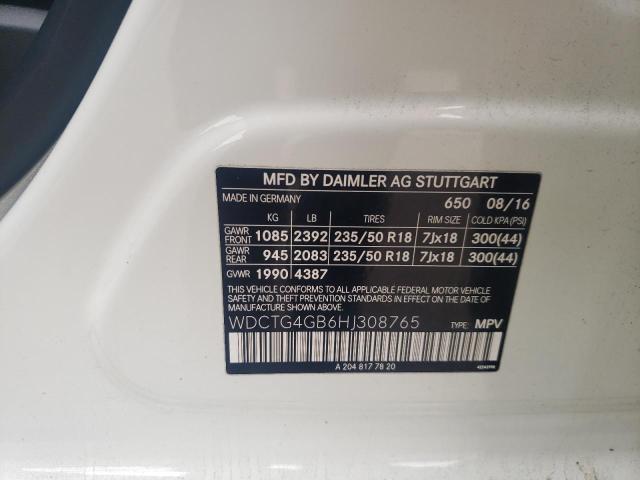 MFD BY DAIMLER AG STUTTGART
MADE IN GERMANY 650 08/16
KG LB TIRES RIM SIZE COLD KPA (PSI)
GAWR FRONT 1085 2392 235/50 R18 7Jx18 300(44)
GAWR REAR 945 2083 235/50 R18 7Jx18 300(44)
GVWR 1990 4387
THIS VEHICLE CONFORMS TO ALL APPLICABLE FEDERAL MOTOR VEHICLE
SAFETY AND THEFT PREVENTION STANDARDS IN EFFECT ON THE DATE OF
MANUFACTURE SHOWN ABOVE.
WDCTG4GB6HJ308765 TYPE: MPV
A 204 817 78 20